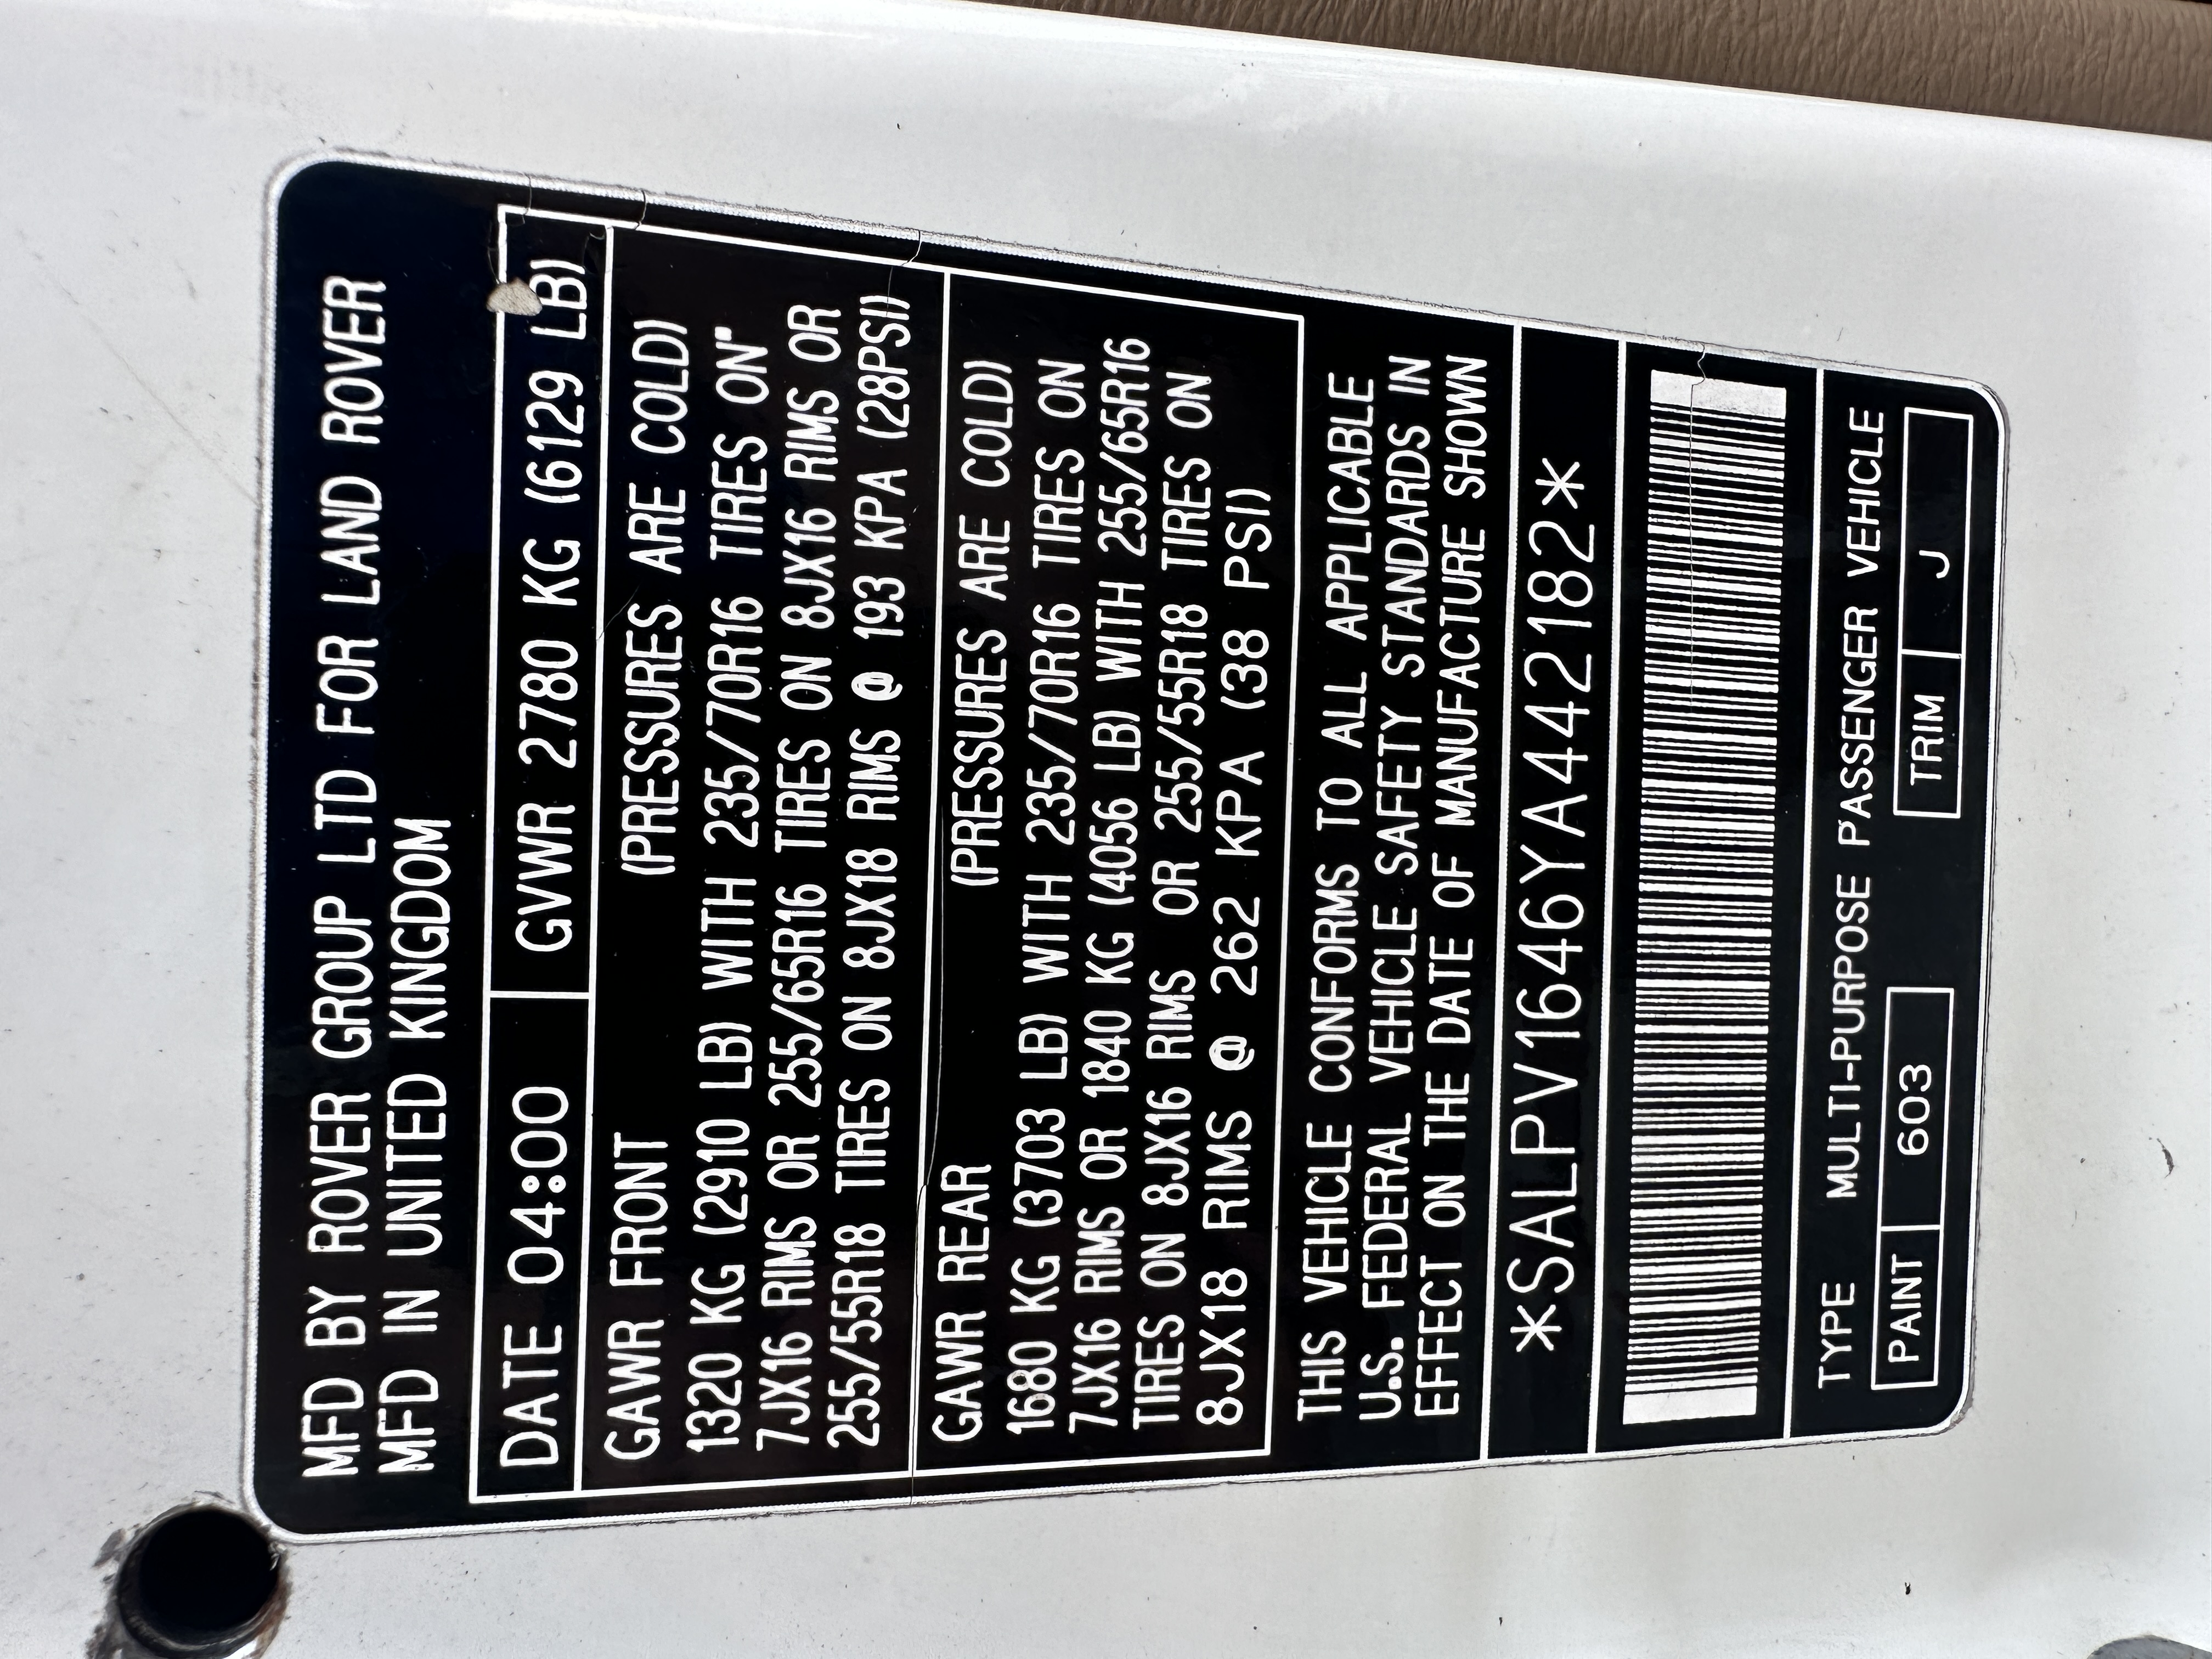 MFD BY ROVER GROUP LTD FOR LAND ROVER
MFD IN UNITED KINGDOM
DATE 04:00 GVWR 2780 KG (6129 LB)
GAWR FRONT (PRESSURES ARE COLD)
1320 KG (2910 LB) WITH 235/70R16 TIRES ON"
7JX16 RIMS OR 255/65R16 TIRES ON 8JX16 RIMS OR
255/55R18 TIRES ON 8JX18 RIMS @ 193 KPA (28PSI)
GAWR REAR (PRESSURES ARE COLD)
1680 KG (3703 LB) WITH 235/70R16 TIRES ON
7JX16 RIMS OR 1840 KG (4056 LB) WITH 255/65R16
TIRES ON 8JX16 RIMS OR 255/55R18 TIRES ON
8JX18 RIMS @ 262 KPA (38 PSI)
THIS VEHICLE CONFORMS TO ALL APPLICABLE
U.S. FEDERAL VEHICLE SAFETY STANDARDS IN
EFFECT ON THE DATE OF MANUFACTURE SHOWN
*SALPV1646YA442182*
TYPE MULTI-PURPOSE PASSENGER VEHICLE
PAINT 603 TRIM J